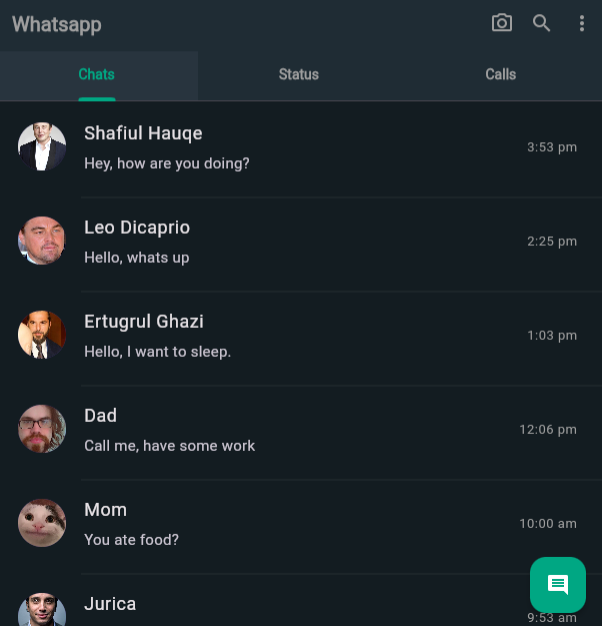 Whatsapp
Chats Status Calls
Shafiul Hauqe
3:53 pm
Hey, how are you doing?
Leo Dicaprio
2:25 pm
Hello, whats up
Ertugrul Ghazi
1:03 pm
Hello, I want to sleep.
Dad
12:06 pm
Call me, have some work
Mom
10:00 am
You ate food?
Jurica
9:53 am